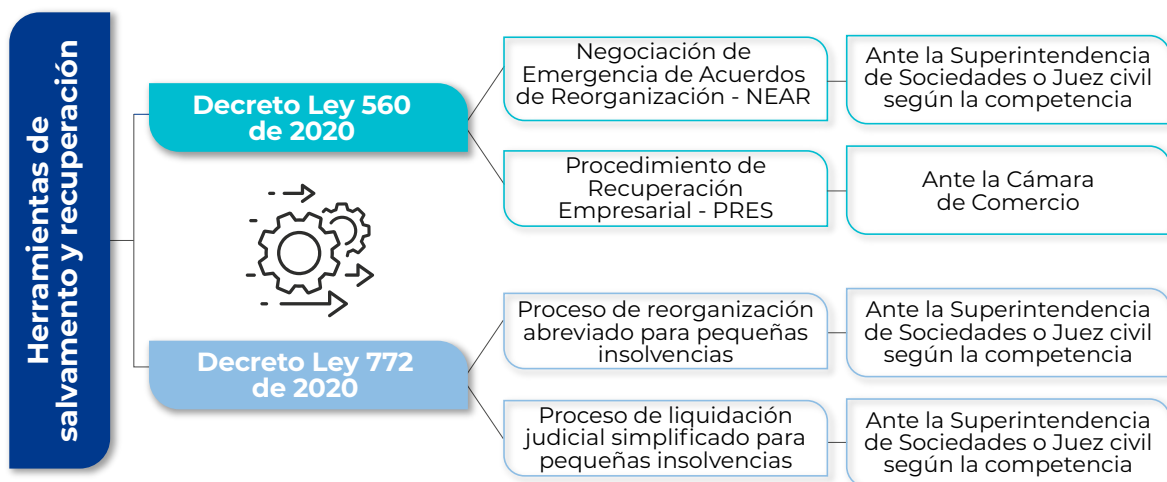 Herramientas de
salvamento y recuperación
Decreto Ley 560
de 2020
Negociación de
Emergencia de Acuerdos
de Reorganización - NEAR
Ante la Superintendencia
de Sociedades o Juez civil
según la competencia
Procedimiento de
Recuperación
Empresarial - PRES
Ante la Cámara
de Comercio
Decreto Ley 772
de 2020
Proceso de reorganización
abreviado para pequeñas
insolvencias
Ante la Superintendencia
de Sociedades o Juez civil
según la competencia
Proceso de liquidación
judicial simplificado para
pequeñas insolvencias
Ante la Superintendencia
de Sociedades o Juez civil
según la competencia